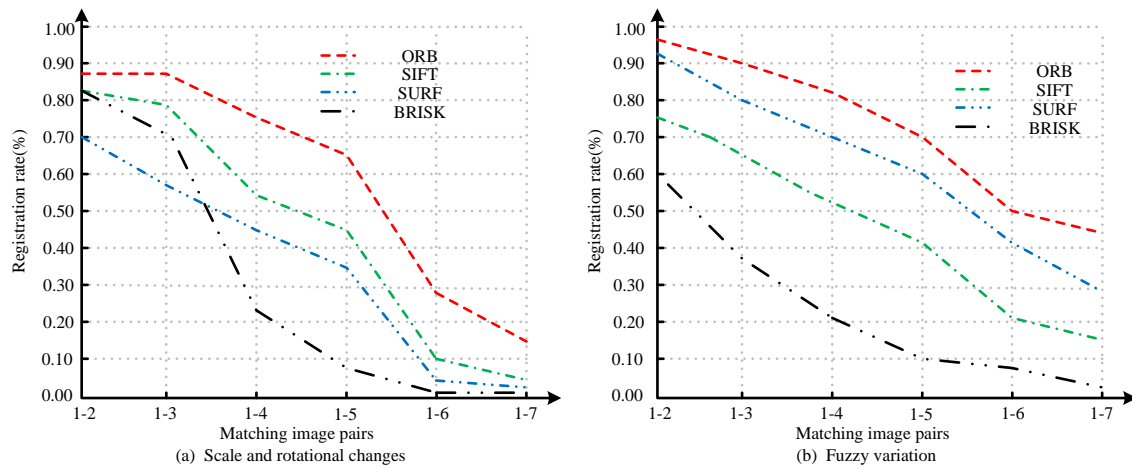 Registration rate(%)
1.00
0.90
0.80
0.70
0.60
0.50
0.40
0.30
0.20
0.10
0.00
ORB
SIFT
SURF
BRISK
1-2
1-3
1-4
1-5
1-6
1-7
Matching image pairs
(a) Scale and rotational changes
Registration rate(%)
1.00
0.90
0.80
0.70
0.60
0.50
0.40
0.30
0.20
0.10
0.00
ORB
SIFT
SURF
BRISK
1-2
1-3
1-4
1-5
1-6
1-7
Matching image pairs
(b) Fuzzy variation